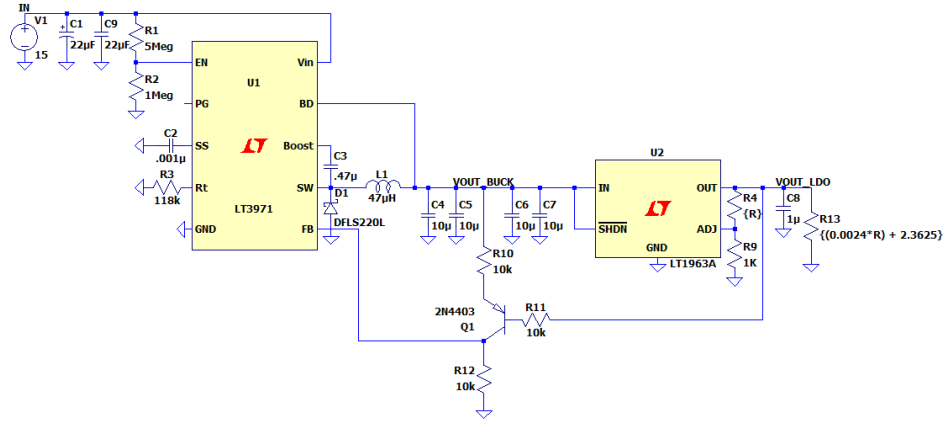 IN
V1
15
C1
22µF
C9
22µF
R1
5Meg
R2
1Meg
EN
Vin
U1
PG
BD
C2
.001µ
SS
Boost
C3
.47µ
R3
118k
Rt
SW
L1
47µH
D1
DFLS220L
LT3971
GND
FB
VOUT_BUCK
C4
10µ
C5
10µ
C6
10µ
C7
10µ
U2
IN
OUT
SHDN
ADJ
GND
LT1963A
R4
{R}
R9
1K
VOUT_LDO
C8
1µ
R13
{(0.0024*R) + 2.3625}
R10
10k
2N4403
Q1
R11
10k
R12
10k